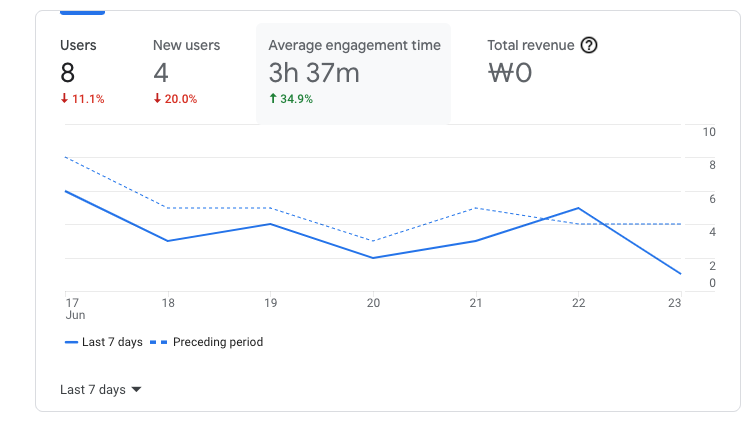 Users
8
11.1%
New users
4
20.0%
Average engagement time
3h 37m
34.9%
Total revenue ?
₩0
10
8
6
4
2
0
17 18 19 20 21 22 23
Jun
Last 7 days Preceding period
Last 7 days